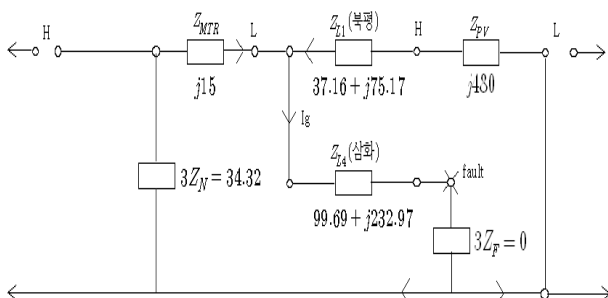 H
Z_MTR
L
Z_L1(북평)
H
Z_PV
L
j15
37.16 + j75.17
j480
Ig
Z_L4(삼화)
fault
3Z_N = 34.32
99.69 + j232.97
3Z_F = 0